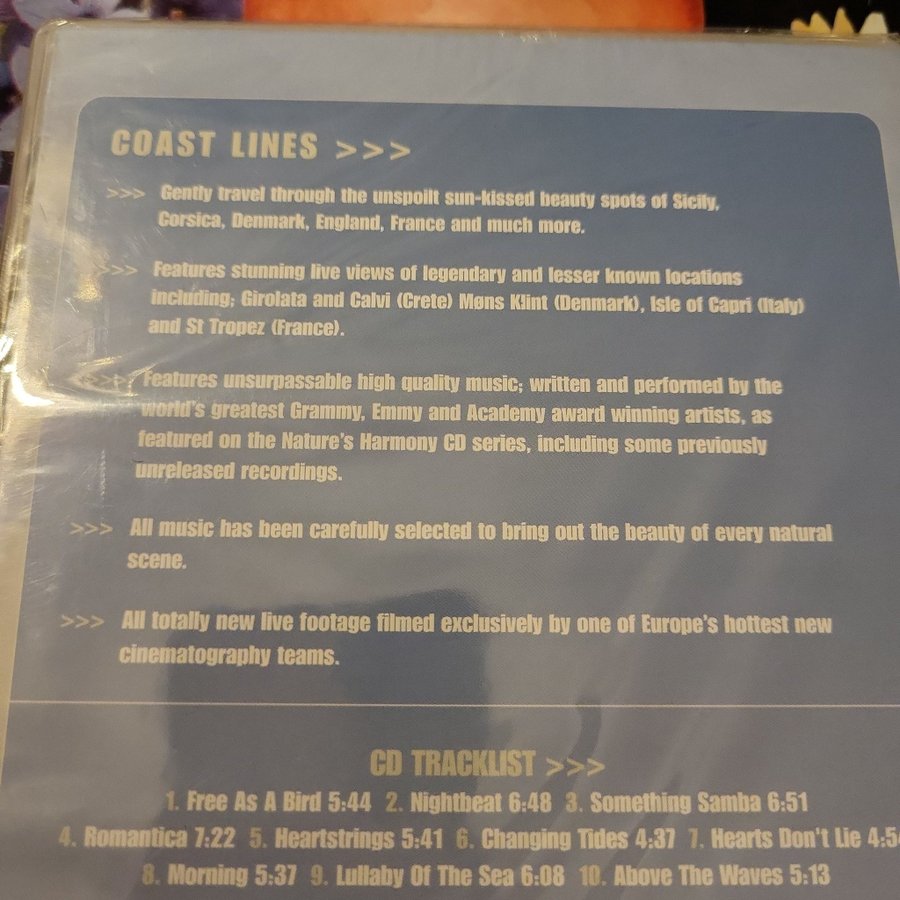 COAST LINES >>>
>>> Gently travel through the unspoilt sun-kissed beauty spots of Sicily,
Corsica, Denmark, England, France and much more.
>>> Features stunning live views of legendary and lesser known locations
including; Girolata and Calvi (Crete) Møns Klint (Denmark), Isle of Capri (Italy)
and St Tropez (France).
>>> Features unsurpassable high quality music; written and performed by the
world's greatest Grammy, Emmy and Academy award winning artists, as
featured on the Nature's Harmony CD series, including some previously
unreleased recordings.
>>> All music has been carefully selected to bring out the beauty of every natural
scene.
>>> All totally new live footage filmed exclusively by one of Europe's hottest new
cinematography teams.
CD TRACKLIST >>>
1. Free As A Bird 5:44 2. Nightbeat 6:48 3. Something Samba 6:51
4. Romantica 7:22 5. Heartstrings 5:41 6. Changing Tides 4:37 7. Hearts Don't Lie
8. Morning 5:37 9. Lullaby Of The Sea 6:08 10. Above The Waves 5:13